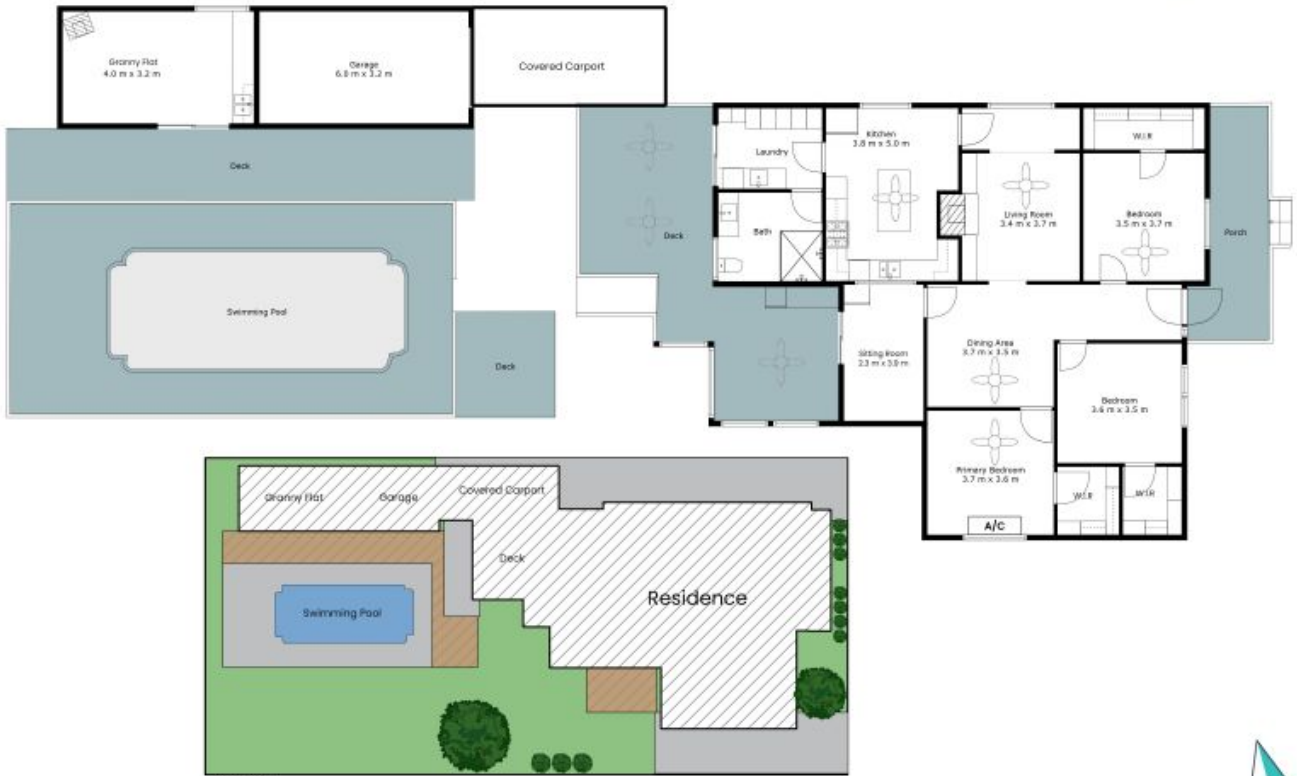 Granny Flat
4.0 m x 3.2 m
Garage
6.0 m x 3.2 m
Covered Carport
Deck
Swimming Pool
Deck
Deck
Laundry
Bath
Kitchen
3.8 m x 5.0 m
Living Room
3.4 m x 3.7 m
W.I.R
Bedroom
3.5 m x 3.7 m
Porch
Sitting Room
2.3 m x 3.9 m
Dining Area
3.7 m x 3.5 m
Bedroom
3.6 m x 3.5 m
Primary Bedroom
3.7 m x 3.6 m
A/C
W.I.R
W.I.R
Granny Flat
Garage
Covered Carport
Deck
Residence
Swimming Pool